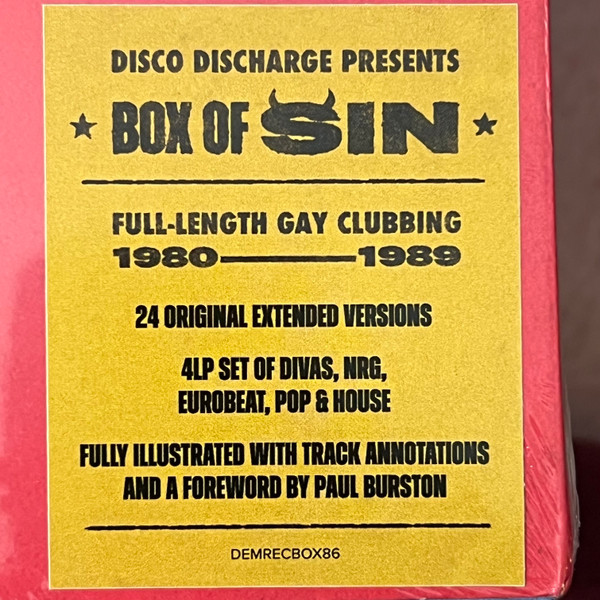 DISCO DISCHARGE PRESENTS
★ BOX OF SIN ★
FULL-LENGTH GAY CLUBBING
1980—1989
24 ORIGINAL EXTENDED VERSIONS
4LP SET OF DIVAS, NRG,
EUROBEAT, POP & HOUSE
FULLY ILLUSTRATED WITH TRACK ANNOTATIONS
AND A FOREWORD BY PAUL BURSTON
DEMRECBOX86